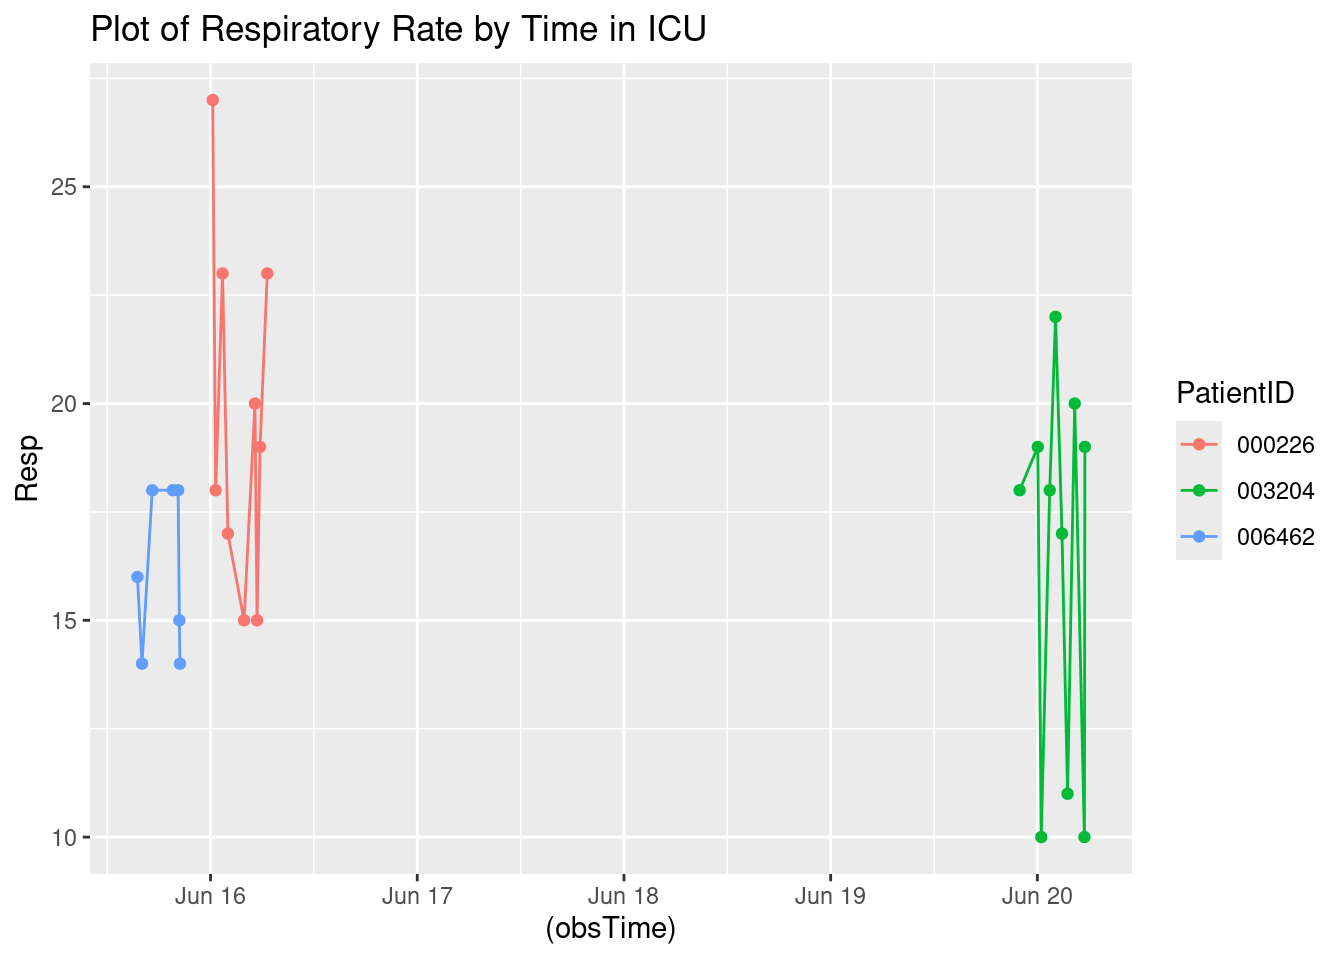 Plot of Respiratory Rate by Time in ICU
25
20
15
10
Resp
Jun 16
Jun 17
Jun 18
Jun 19
Jun 20
(obsTime)
PatientID
000226
003204
006462